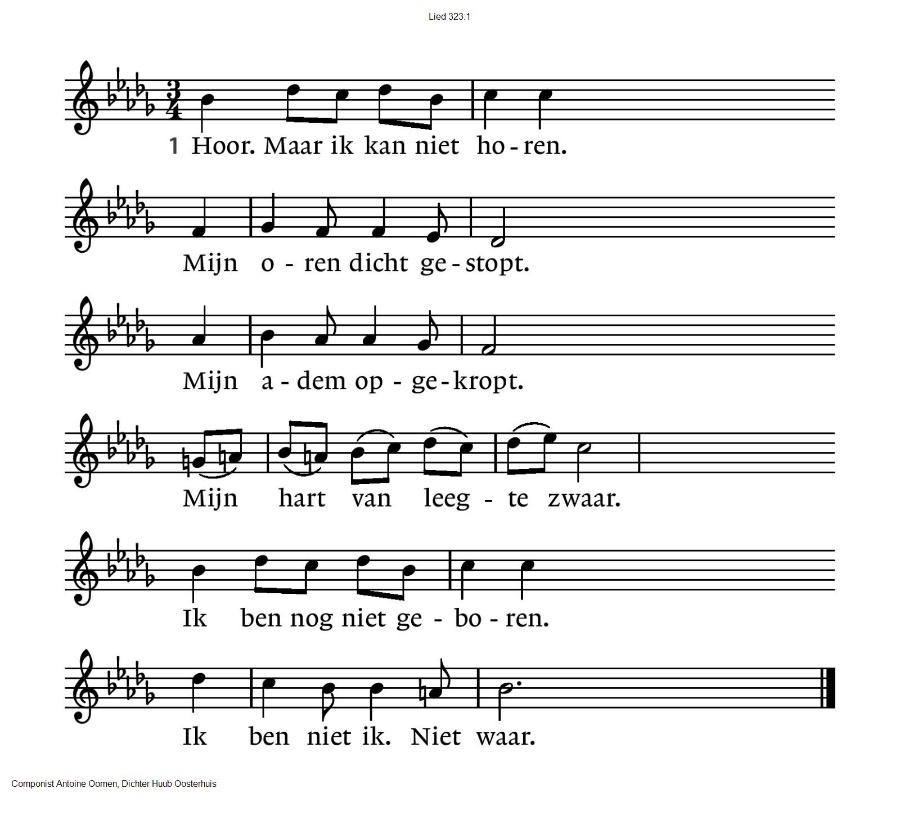 Lied 323:1
3
4
1 Hoor. Maar ik kan niet ho - ren.
Mijn o - ren dicht ge - stopt.
Mijn a - dem op - ge - kropt.
Mijn hart van leeg - te zwaar.
Ik ben nog niet ge - bo - ren.
Ik ben niet ik. Niet waar.
Componist Antoine Oomen, Dichter Huub Oosterhuis